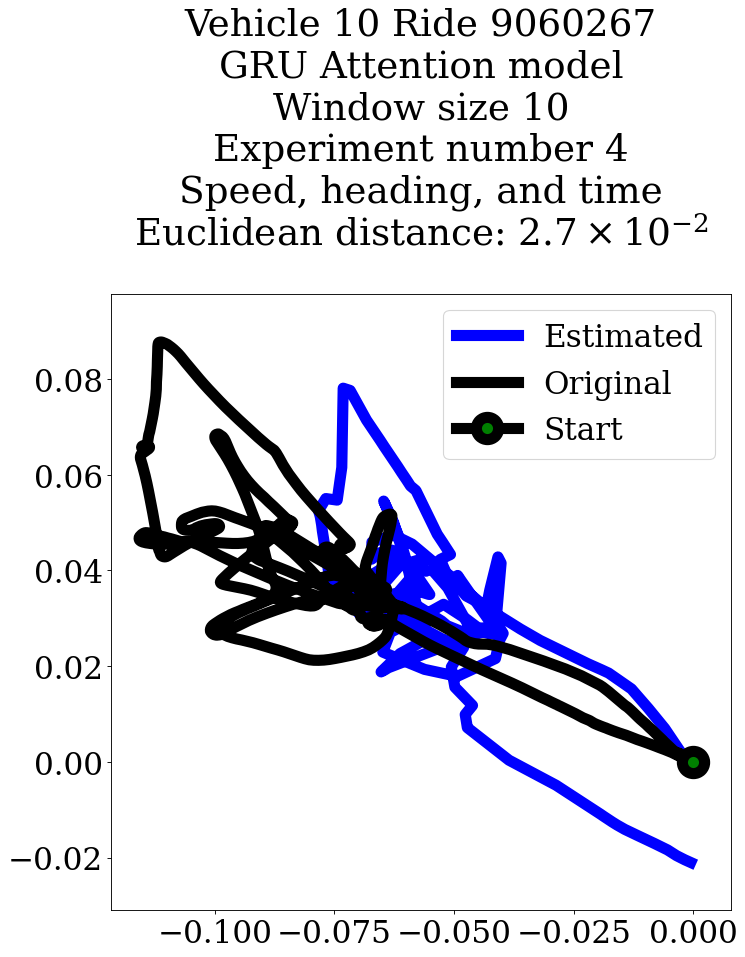 Vehicle 10 Ride 9060267
GRU Attention model
Window size 10
Experiment number 4
Speed, heading, and time
Euclidean distance: 2.7 × 10⁻²
Estimated
Original
Start
0.08
0.06
0.04
0.02
0.00
−0.02
−0.100 −0.075 −0.050 −0.025 0.000